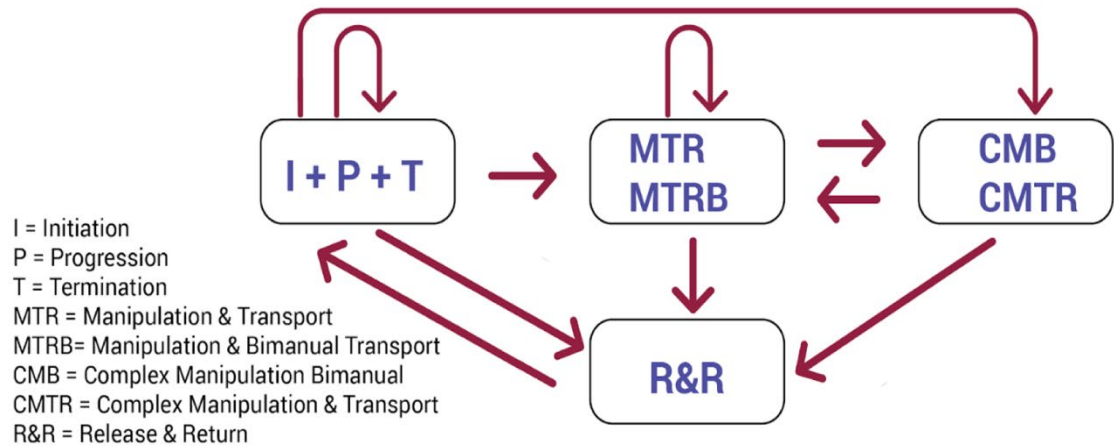 I + P + T
MTR
MTRB
CMB
CMTR
I = Initiation
P = Progression
T = Termination
MTR = Manipulation & Transport
MTRB= Manipulation & Bimanual Transport
CMB = Complex Manipulation Bimanual
CMTR = Complex Manipulation & Transport
R&R = Release & Return
R&R